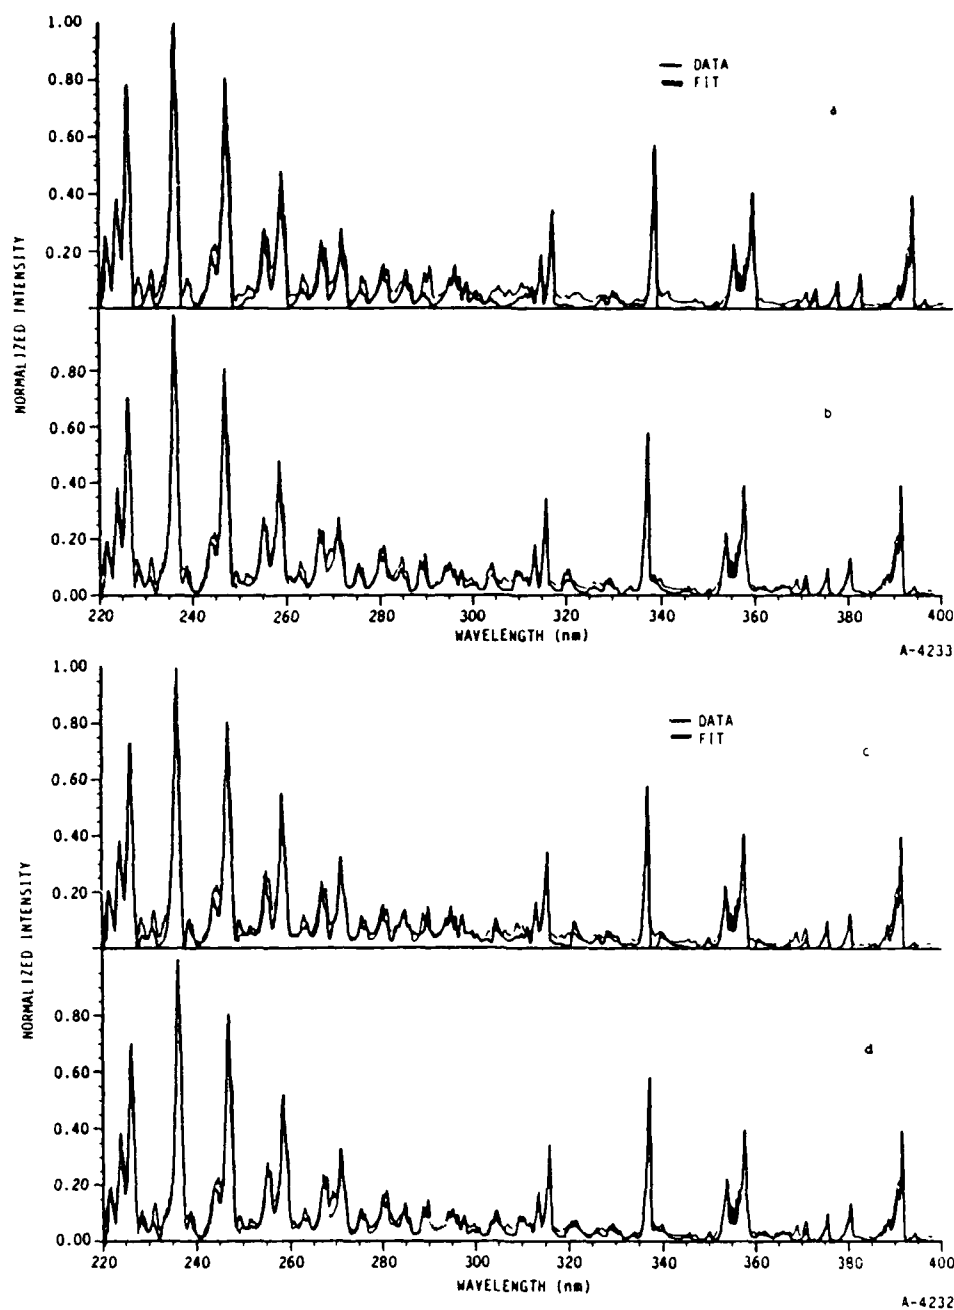 1.00
0.80
0.60
0.40
0.20
DATA
FIT
a
NORMALIZED INTENSITY
0.80
0.60
0.40
0.20
0.00
b
220 240 260 280 300 320 340 360 380 400
WAVELENGTH (nm)
A-4233
1.00
0.80
0.60
0.40
0.20
DATA
FIT
c
NORMALIZED INTENSITY
0.80
0.60
0.40
0.20
0.00
d
220 240 260 280 300 320 340 360 380 400
WAVELENGTH (nm)
A-4232